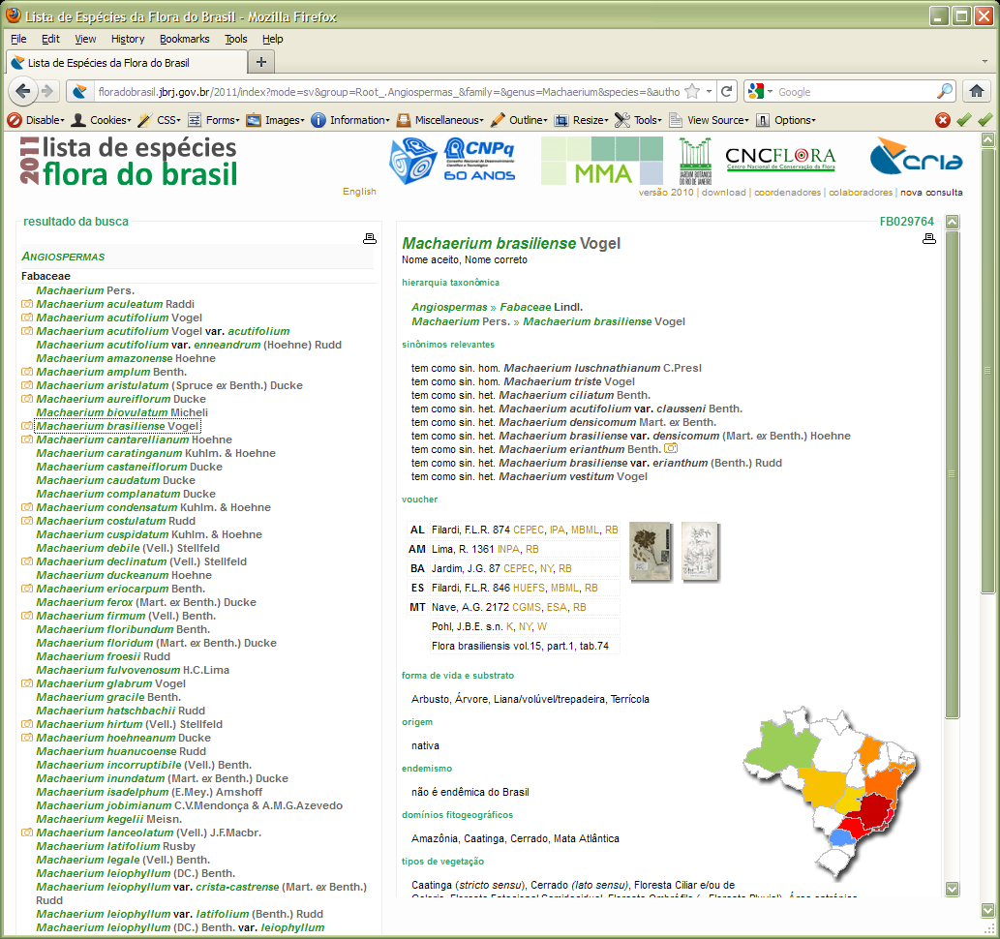 Lista de Espécies da Flora do Brasil - Mozilla Firefox
File Edit View History Bookmarks Tools Help
Lista de Espécies da Flora do Brasil
floradobrasil.jbrj.gov.br/2011/index?mode=sv&group=Root_.Angiospermas_&family=&genus=Machaerium&species=&autho
Google
Disable Cookies CSS Forms Images Information Miscellaneous Outline Resize Tools View Source Options
2011 lista de espécies
flora do brasil
English
CNPq
Conselho Nacional de Desenvolvimento
Científico e Tecnológico
60 ANOS
MMA
JARDIM BOTÂNICO
DO RIO DE JANEIRO
CNCFLORA
Centro Nacional de Conservação da Flora
cria
versão 2010 | download | coordenadores | colaboradores | nova consulta
resultado da busca
ANGIOSPERMAS
Fabaceae
Machaerium Pers.
Machaerium aculeatum Raddi
Machaerium acutifolium Vogel
Machaerium acutifolium Vogel var. acutifolium
Machaerium acutifolium var. enneandrum (Hoehne) Rudd
Machaerium amazonense Hoehne
Machaerium amplum Benth.
Machaerium aristulatum (Spruce ex Benth.) Ducke
Machaerium aureiflorum Ducke
Machaerium biovulatum Micheli
Machaerium brasiliense Vogel
Machaerium cantarellianum Hoehne
Machaerium caratinganum Kuhlm. & Hoehne
Machaerium castaneiflorum Ducke
Machaerium caudatum Ducke
Machaerium complanatum Ducke
Machaerium condensatum Kuhlm. & Hoehne
Machaerium costulatum Rudd
Machaerium cuspidatum Kuhlm. & Hoehne
Machaerium debile (Vell.) Stellfeld
Machaerium declinatum (Vell.) Stellfeld
Machaerium duckeanum Hoehne
Machaerium eriocarpum Benth.
Machaerium ferox (Mart. ex Benth.) Ducke
Machaerium firmum (Vell.) Benth.
Machaerium floribundum Benth.
Machaerium floridum (Mart. ex Benth.) Ducke
Machaerium froesii Rudd
Machaerium fulvovenosum H.C.Lima
Machaerium glabrum Vogel
Machaerium gracile Benth.
Machaerium hatschbachii Rudd
Machaerium hirtum (Vell.) Stellfeld
Machaerium hoehneanum Ducke
Machaerium huanucoense Rudd
Machaerium incorruptibile (Vell.) Benth.
Machaerium inundatum (Mart. ex Benth.) Ducke
Machaerium isadelphum (E.Mey.) Amshoff
Machaerium jobimianum C.V.Mendonça & A.M.G.Azevedo
Machaerium kegelii Meisn.
Machaerium lanceolatum (Vell.) J.F.Macbr.
Machaerium latifolium Rusby
Machaerium legale (Vell.) Benth.
Machaerium leiophyllum (DC.) Benth.
Machaerium leiophyllum var. crista-castrense (Mart. ex Benth.)
Rudd
Machaerium leiophyllum var. latifolium (Benth.) Rudd
Machaerium leiophyllum (DC.) Benth. var. leiophyllum
FB029764
Machaerium brasiliense Vogel
Nome aceito, Nome correto
hierarquia taxonômica
Angiospermas » Fabaceae Lindl.
Machaerium Pers. » Machaerium brasiliense Vogel
sinônimos relevantes
tem como sin. hom. Machaerium luschnathianum C.Presl
tem como sin. hom. Machaerium triste Vogel
tem como sin. het. Machaerium ciliatum Benth.
tem como sin. het. Machaerium acutifolium var. clausseni Benth.
tem como sin. het. Machaerium densicomum Mart. ex Benth.
tem como sin. het. Machaerium brasiliense var. densicomum (Mart. ex Benth.) Hoehne
tem como sin. het. Machaerium erianthum Benth.
tem como sin. het. Machaerium brasiliense var. erianthum (Benth.) Rudd
tem como sin. het. Machaerium vestitum Vogel
voucher
AL Filardi, F.L.R. 874 CEPEC, IPA, MBML, RB
AM Lima, R. 1361 INPA, RB
BA Jardim, J.G. 87 CEPEC, NY, RB
ES Filardi, F.L.R. 846 HUEFS, MBML, RB
MT Nave, A.G. 2172 CGMS, ESA, RB
Pohl, J.B.E. s.n. K, NY, W
Flora brasiliensis vol.15, part.1, tab.74
forma de vida e substrato
Arbusto, Árvore, Liana/volúvel/trepadeira, Terrícola
origem
nativa
endemismo
não é endêmica do Brasil
domínios fitogeográficos
Amazônia, Caatinga, Cerrado, Mata Atlântica
tipos de vegetação
Caatinga (stricto sensu), Cerrado (lato sensu), Floresta Ciliar e/ou de